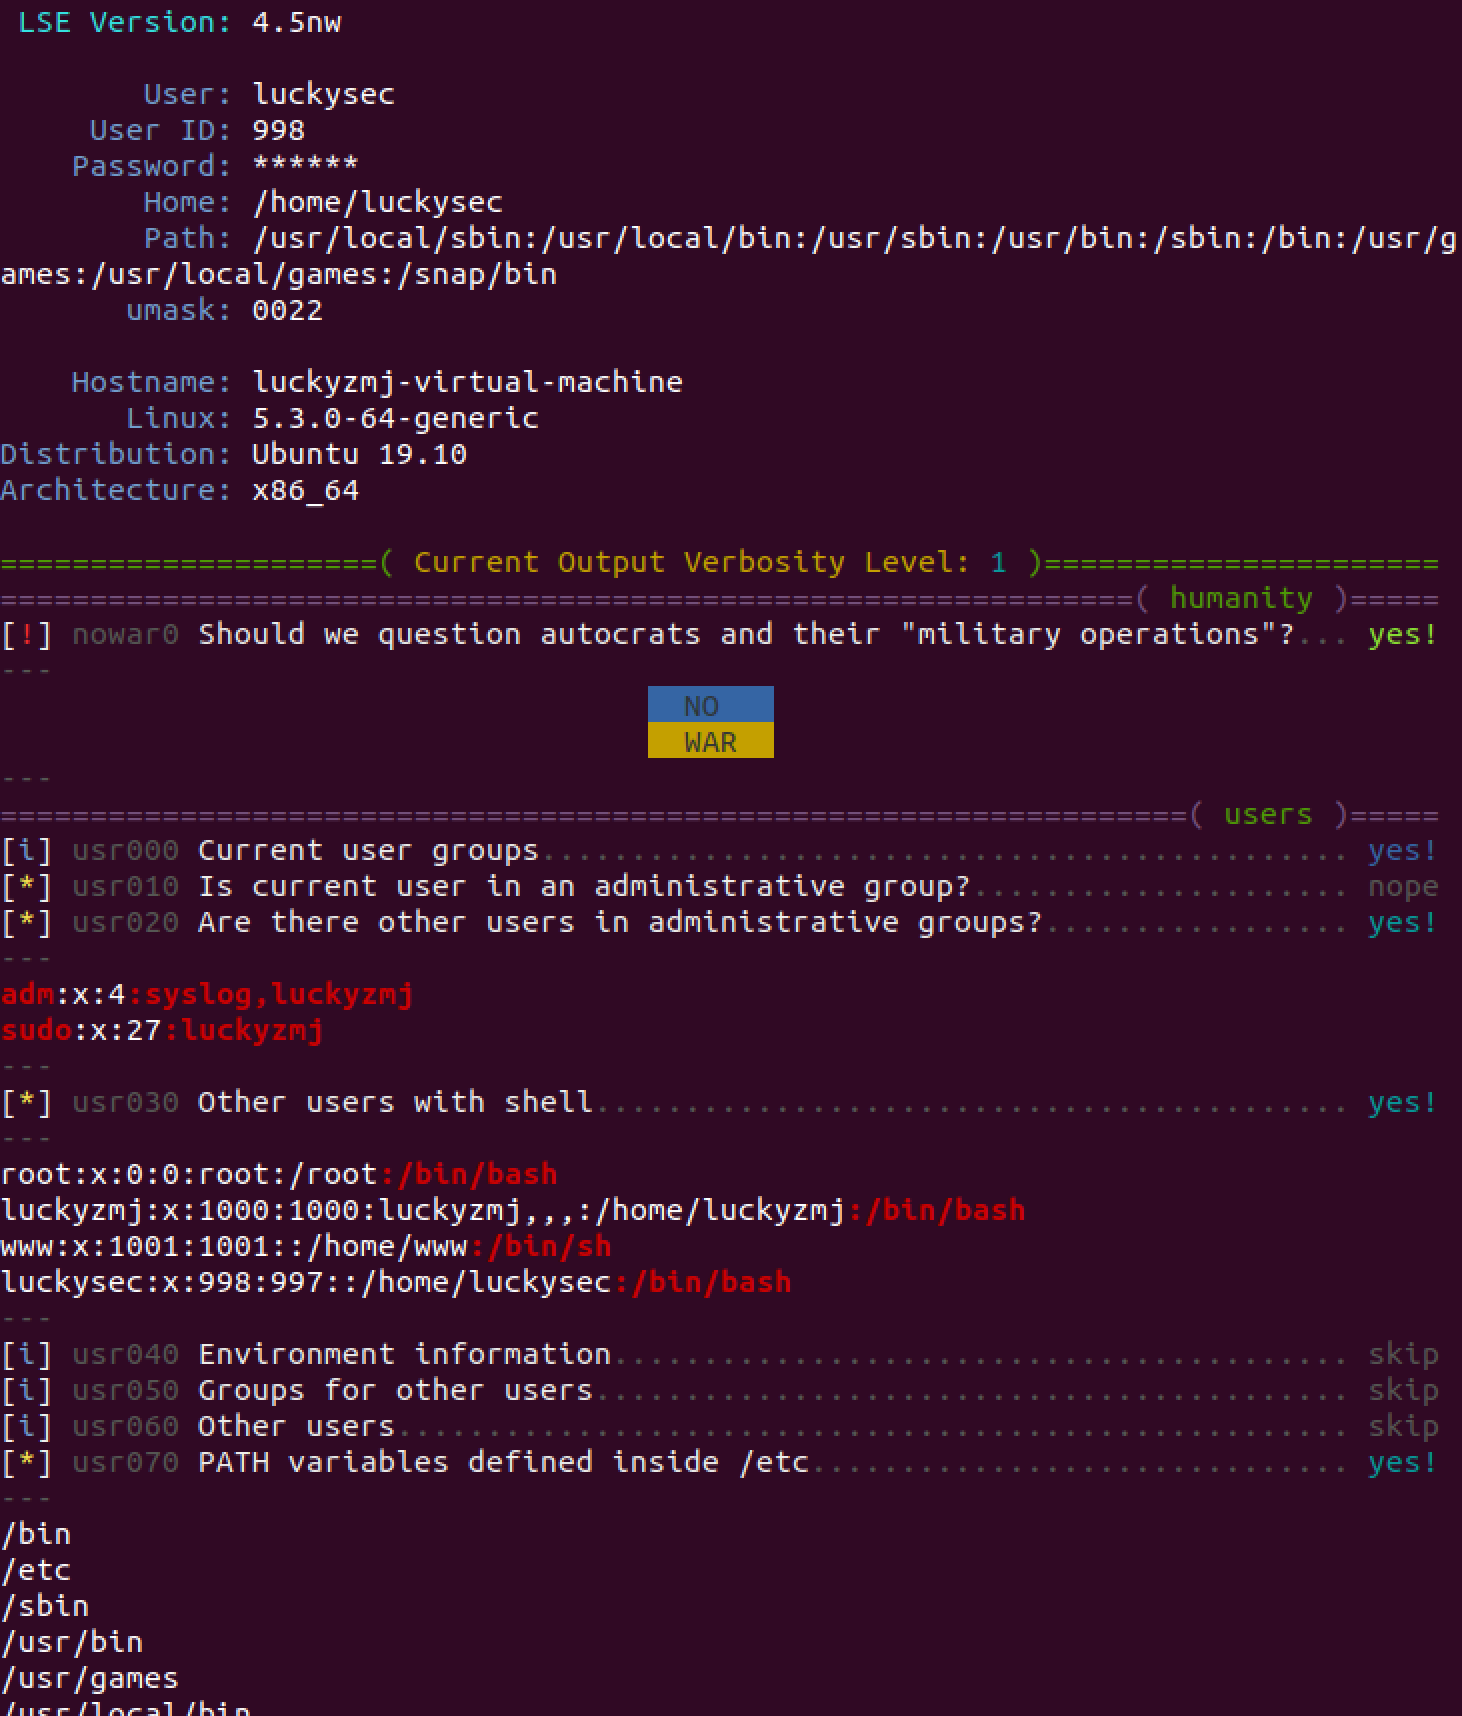 LSE Version: 4.5nw
User: luckysec
User ID: 998
Password: ******
Home: /home/luckysec
Path: /usr/local/sbin:/usr/local/bin:/usr/sbin:/usr/bin:/sbin:/bin:/usr/g
ames:/usr/local/games:/snap/bin
umask: 0022
Hostname: luckyzmj-virtual-machine
Linux: 5.3.0-64-generic
Distribution: Ubuntu 19.10
Architecture: x86_64
=====================( Current Output Verbosity Level: 1 )======================
===============================================================( humanity )=====
[!] nowar0 Should we question autocrats and their "military operations"?... yes!
---
NO
WAR
---
==================================================================( users )=====
[i] usr000 Current user groups............................................. yes!
[*] usr010 Is current user in an administrative group?..................... nope
[*] usr020 Are there other users in administrative groups?................. yes!
---
adm:x:4:syslog,luckyzmj
sudo:x:27:luckyzmj
---
[*] usr030 Other users with shell.......................................... yes!
---
root:x:0:0:root:/root:/bin/bash
luckyzmj:x:1000:1000:luckyzmj,,,:/home/luckyzmj:/bin/bash
www:x:1001:1001::/home/www:/bin/sh
luckysec:x:998:997::/home/luckysec:/bin/bash
---
[i] usr040 Environment information......................................... skip
[i] usr050 Groups for other users.......................................... skip
[i] usr060 Other users..................................................... skip
[*] usr070 PATH variables defined inside /etc.............................. yes!
---
/bin
/etc
/sbin
/usr/bin
/usr/games
/usr/local/bin